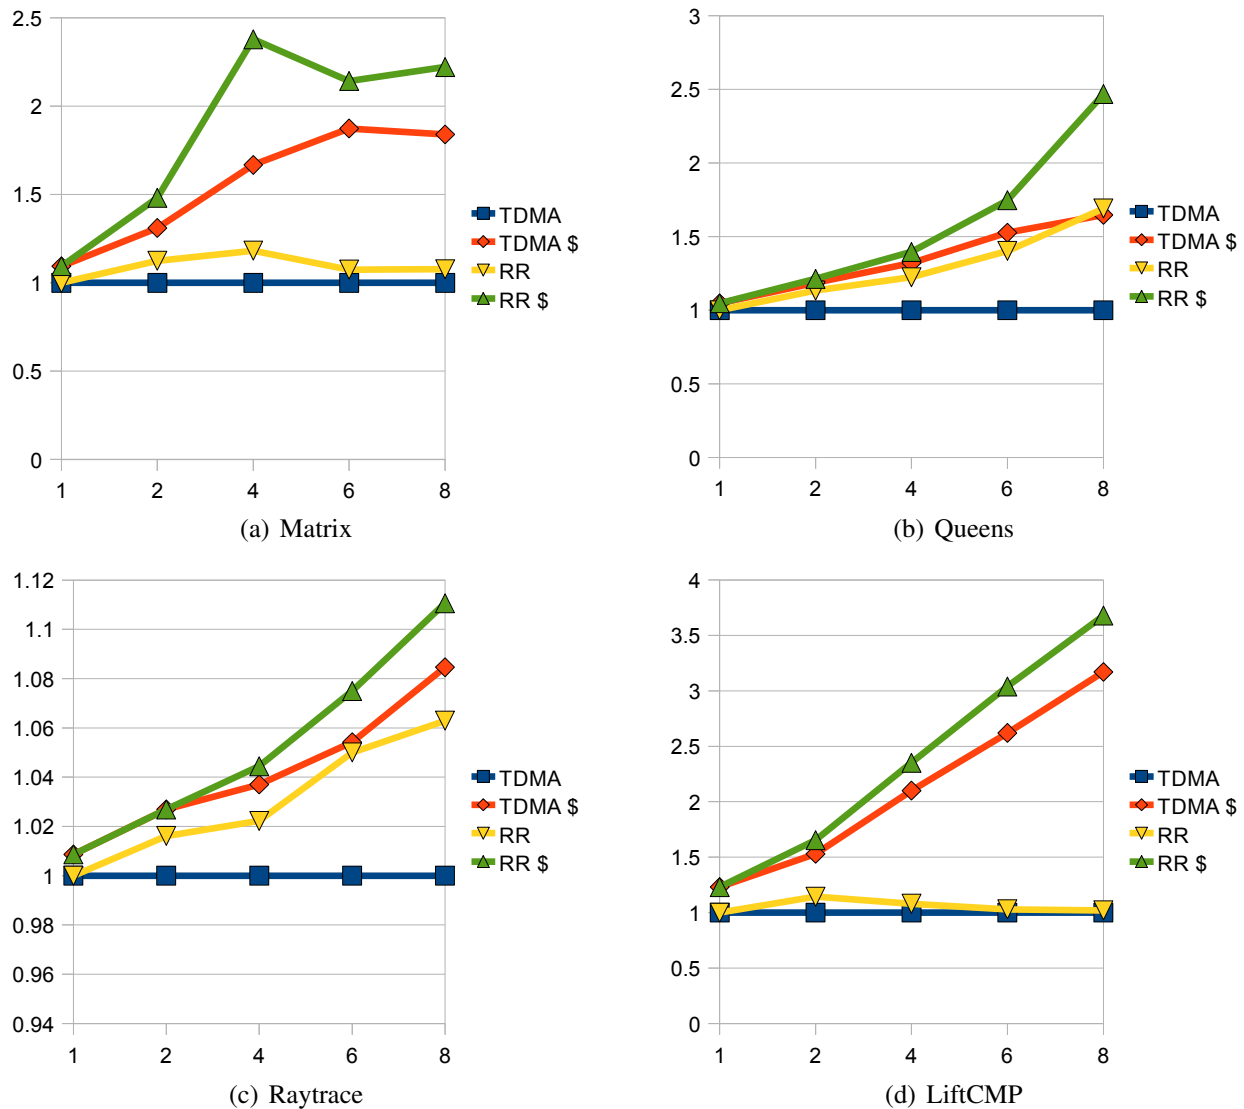 2.5
2
1.5
1
0.5
0
1 2 4 6 8
TDMA
TDMA $
RR
RR $
(a) Matrix
3
2.5
2
1.5
1
0.5
0
1 2 4 6 8
TDMA
TDMA $
RR
RR $
(b) Queens
1.12
1.1
1.08
1.06
1.04
1.02
1
0.98
0.96
0.94
1 2 4 6 8
TDMA
TDMA $
RR
RR $
(c) Raytrace
4
3.5
3
2.5
2
1.5
1
0.5
0
1 2 4 6 8
TDMA
TDMA $
RR
RR $
(d) LiftCMP